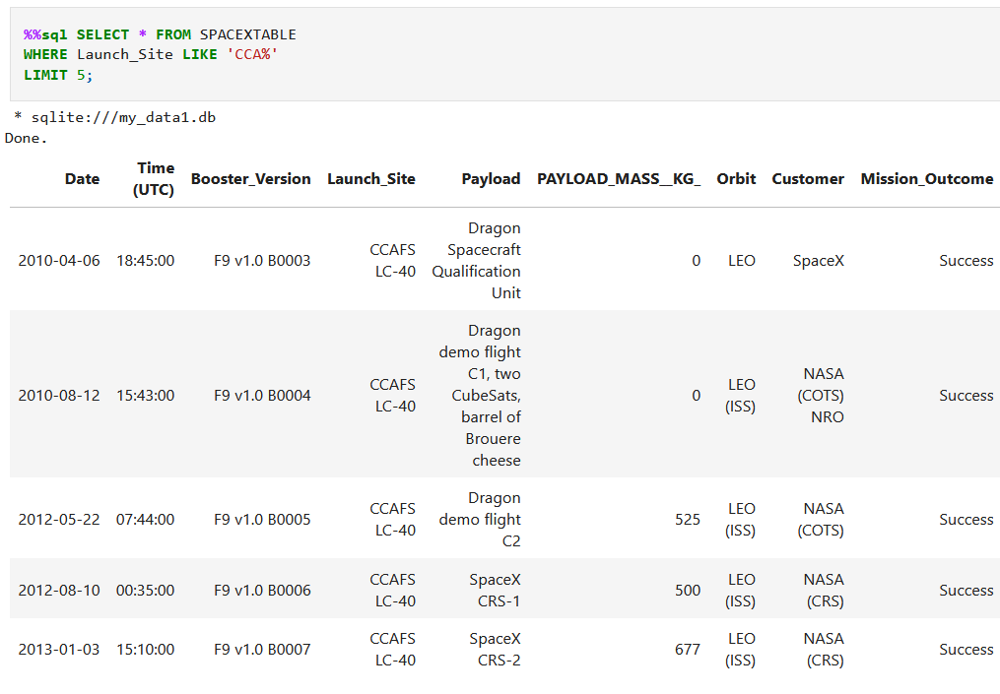 %%sql SELECT * FROM SPACEXTABLE
WHERE Launch_Site LIKE 'CCA%'
LIMIT 5;
* sqlite:///my_data1.db
Done.
Date Time (UTC) Booster_Version Launch_Site Payload PAYLOAD_MASS__KG_ Orbit Customer Mission_Outcome
2010-04-06 18:45:00 F9 v1.0 B0003 CCAFS LC-40 Dragon Spacecraft Qualification Unit 0 LEO SpaceX Success
2010-08-12 15:43:00 F9 v1.0 B0004 CCAFS LC-40 Dragon demo flight C1, two CubeSats, barrel of Brouere cheese 0 LEO (ISS) NASA (COTS) NRO Success
2012-05-22 07:44:00 F9 v1.0 B0005 CCAFS LC-40 Dragon demo flight C2 525 LEO (ISS) NASA (COTS) Success
2012-08-10 00:35:00 F9 v1.0 B0006 CCAFS LC-40 SpaceX CRS-1 500 LEO (ISS) NASA (CRS) Success
2013-01-03 15:10:00 F9 v1.0 B0007 CCAFS LC-40 SpaceX CRS-2 677 LEO (ISS) NASA (CRS) Success